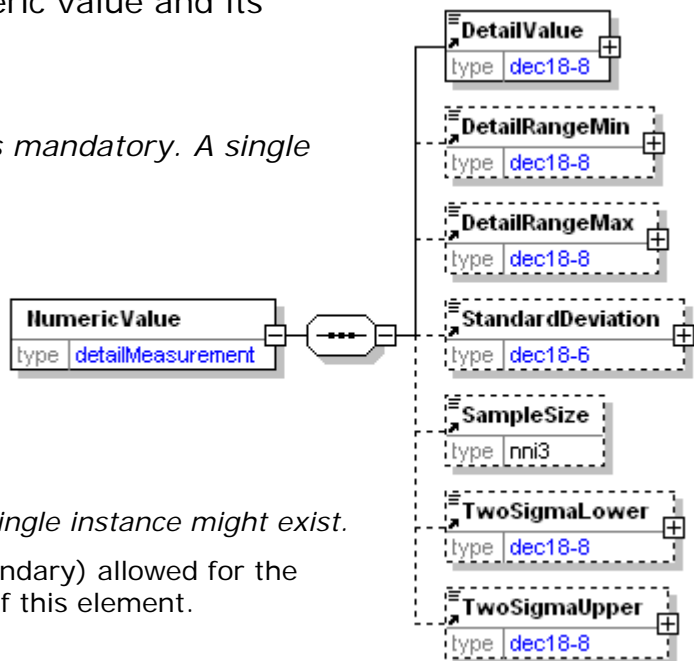 eric value and its
s mandatory. A single
ingle instance might exist.
ndary) allowed for the
f this element.
NumericValue
type detailMeasurement
DetailValue
type dec18-8
DetailRangeMin
type dec18-8
DetailRangeMax
type dec18-8
StandardDeviation
type dec18-6
SampleSize
type nni3
TwoSigmaLower
type dec18-8
TwoSigmaUpper
type dec18-8